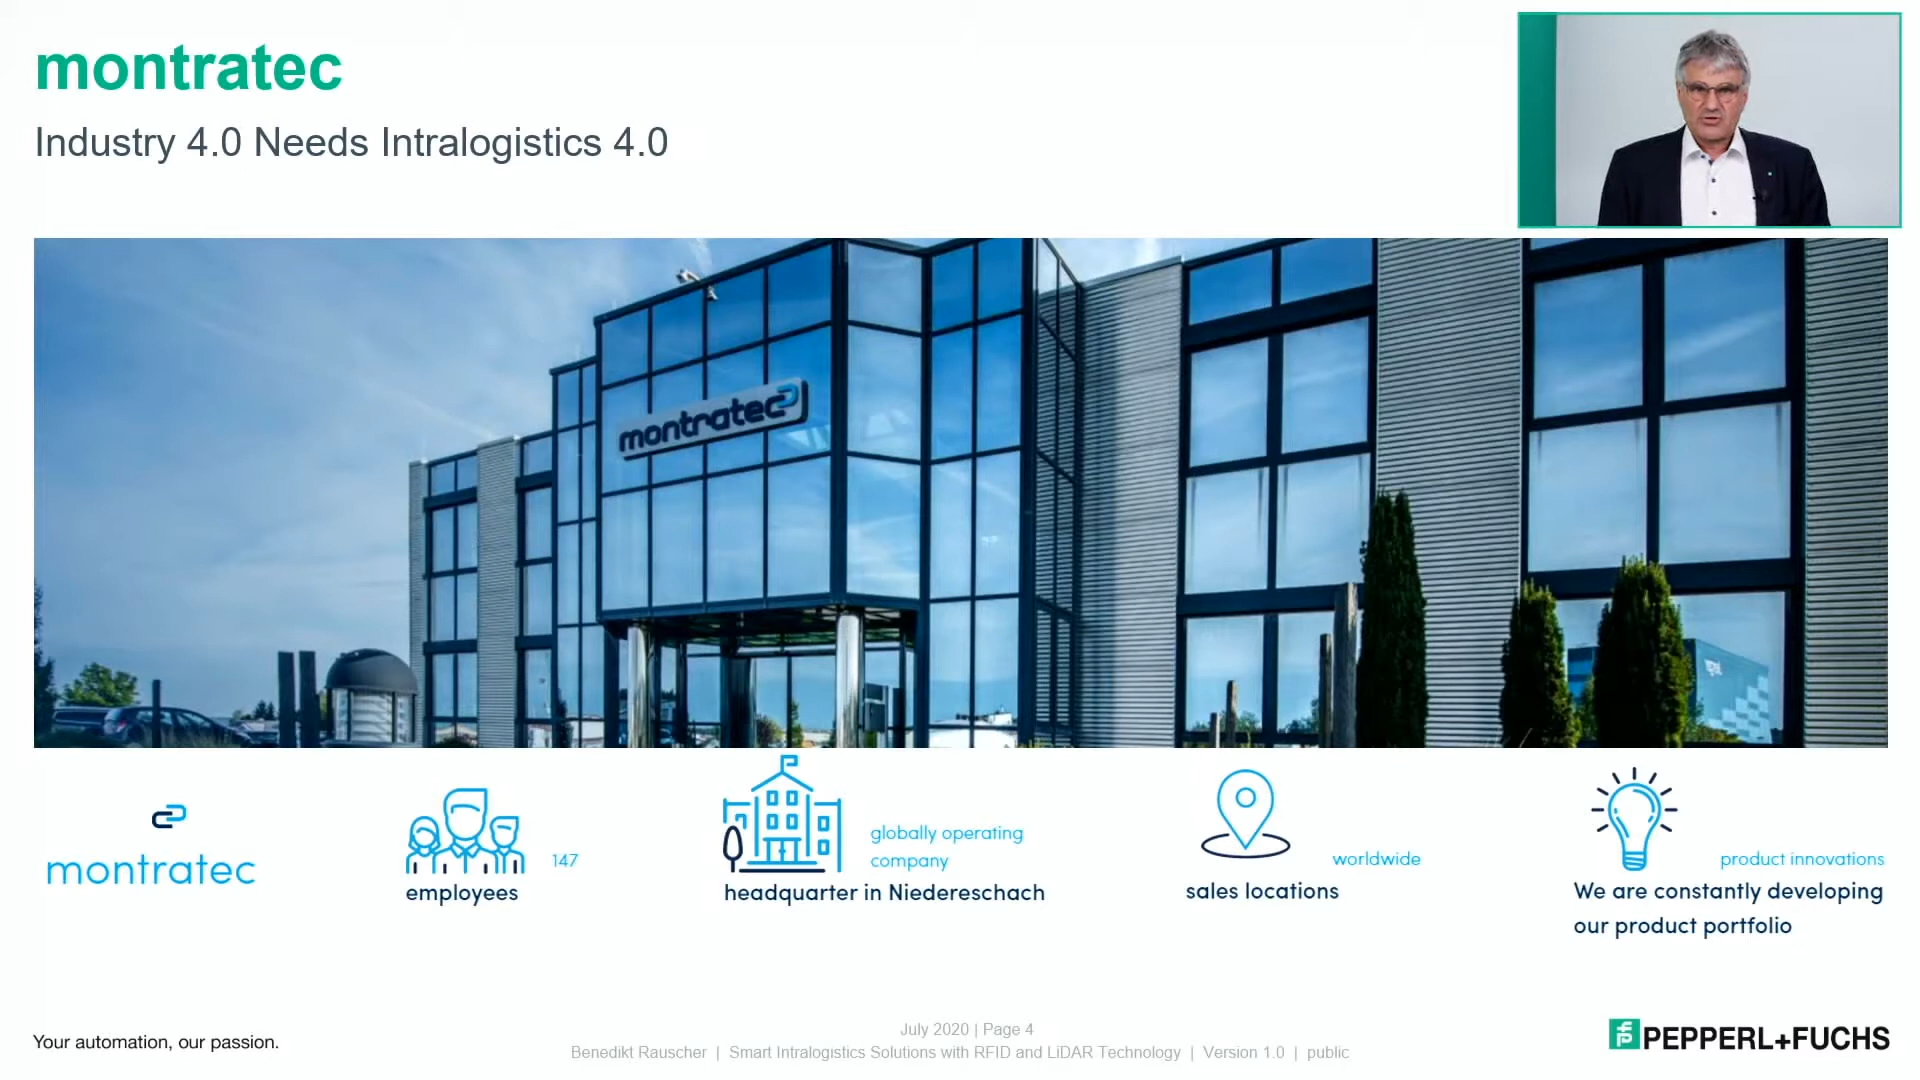 montratec
Industry 4.0 Needs Intralogistics 4.0
montratec
montratec
147
employees
globally operating
company
headquarter in Niedereschach
worldwide
sales locations
product innovations
We are constantly developing
our product portfolio
Your automation, our passion.
July 2020 | Page 4
Benedikt Rauscher | Smart Intralogistics Solutions with RFID and LiDAR Technology | Version 1.0 | public
PEPPERL+FUCHS